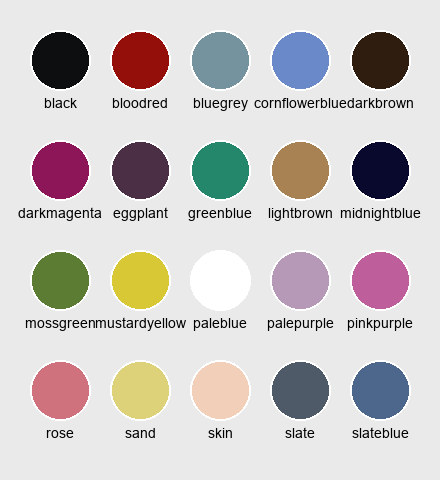 black bloodred bluegrey cornflowerblue darkbrown
darkmagenta eggplant greenblue lightbrown midnightblue
mossgreen mustardyellow paleblue palepurple pinkpurple
rose sand skin slate slateblue